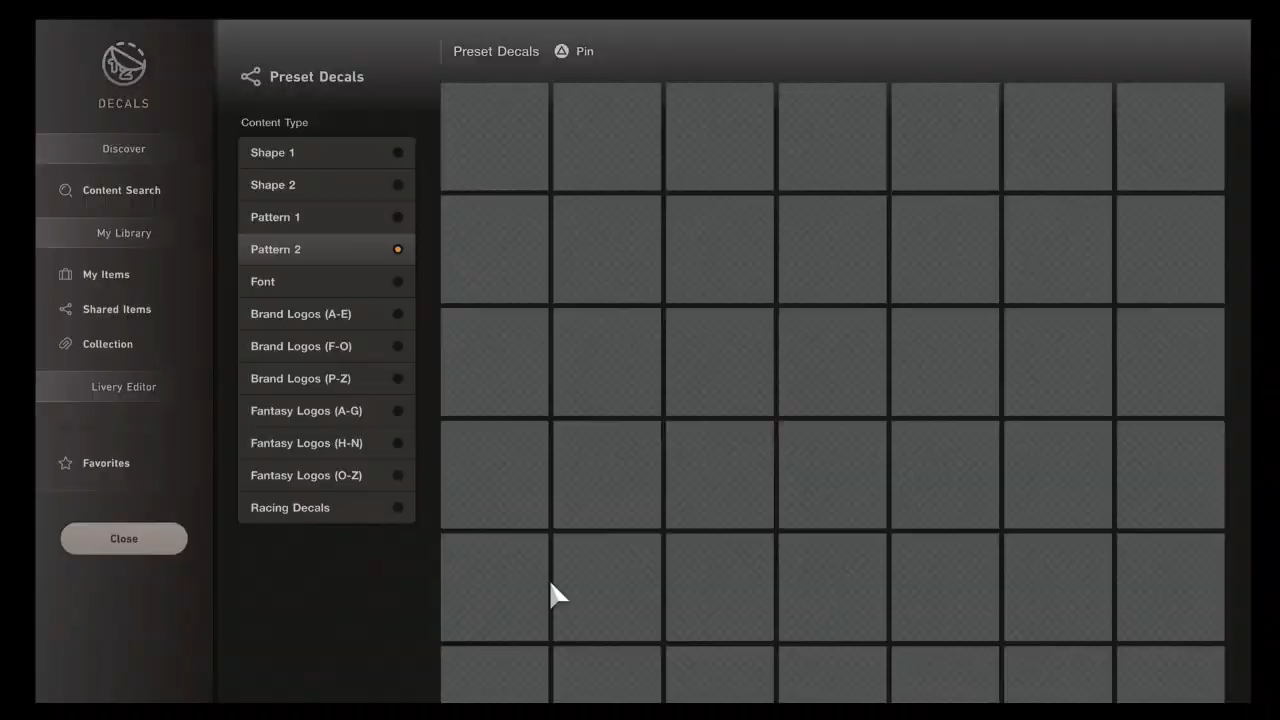 DECALS
Discover
Content Search
My Library
My Items
Shared Items
Collection
Livery Editor
Favorites
Close
Preset Decals
Content Type
Shape 1
Shape 2
Pattern 1
Pattern 2
Font
Brand Logos (A-E)
Brand Logos (F-O)
Brand Logos (P-Z)
Fantasy Logos (A-G)
Fantasy Logos (H-N)
Fantasy Logos (O-Z)
Racing Decals
Preset Decals Pin